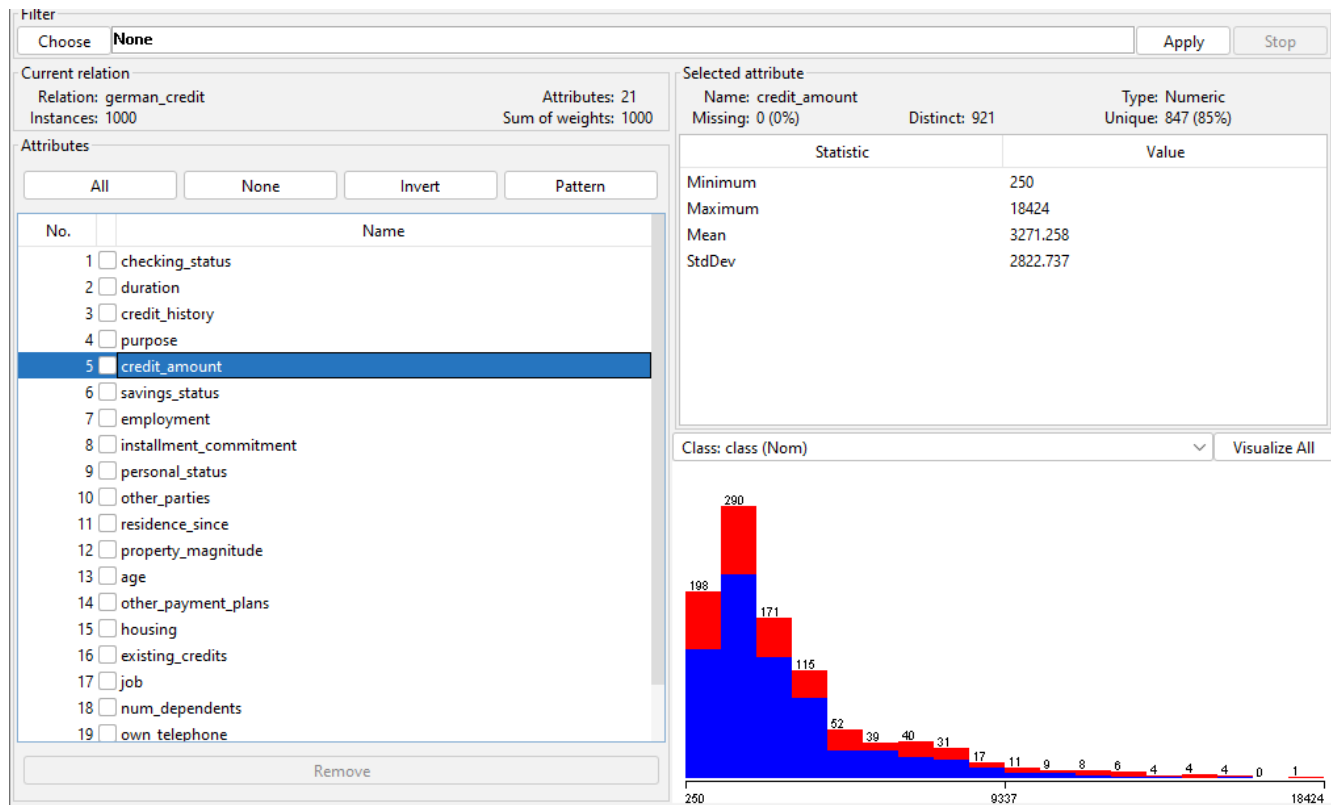 Filter
Choose None Apply Stop
Current relation
Relation: german_credit Attributes: 21
Instances: 1000 Sum of weights: 1000
Attributes
All None Invert Pattern
No. Name
1 checking_status
2 duration
3 credit_history
4 purpose
5 credit_amount
6 savings_status
7 employment
8 installment_commitment
9 personal_status
10 other_parties
11 residence_since
12 property_magnitude
13 age
14 other_payment_plans
15 housing
16 existing_credits
17 job
18 num_dependents
19 own_telephone
Remove
Selected attribute
Name: credit_amount Type: Numeric
Missing: 0 (0%) Distinct: 921 Unique: 847 (85%)
Statistic Value
Minimum 250
Maximum 18424
Mean 3271.258
StdDev 2822.737
Class: class (Nom) Visualize All
290
198
171
115
52
39
40
31
17
11
9
8
6
4
4
4
0
1
250 9337 18424